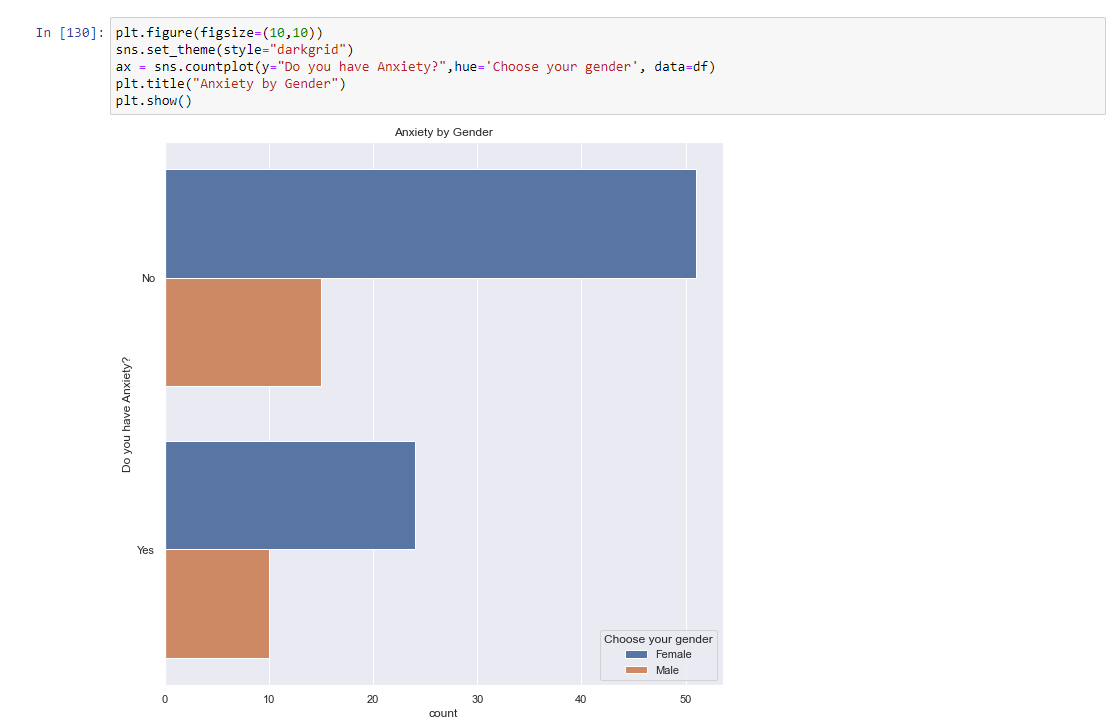 In [130]:
plt.figure(figsize=(10,10))
sns.set_theme(style="darkgrid")
ax = sns.countplot(y="Do you have Anxiety?",hue='Choose your gender', data=df)
plt.title("Anxiety by Gender")
plt.show()
Anxiety by Gender
Do you have Anxiety?
No
Yes
Choose your gender
Female
Male
0 10 20 30 40 50
count